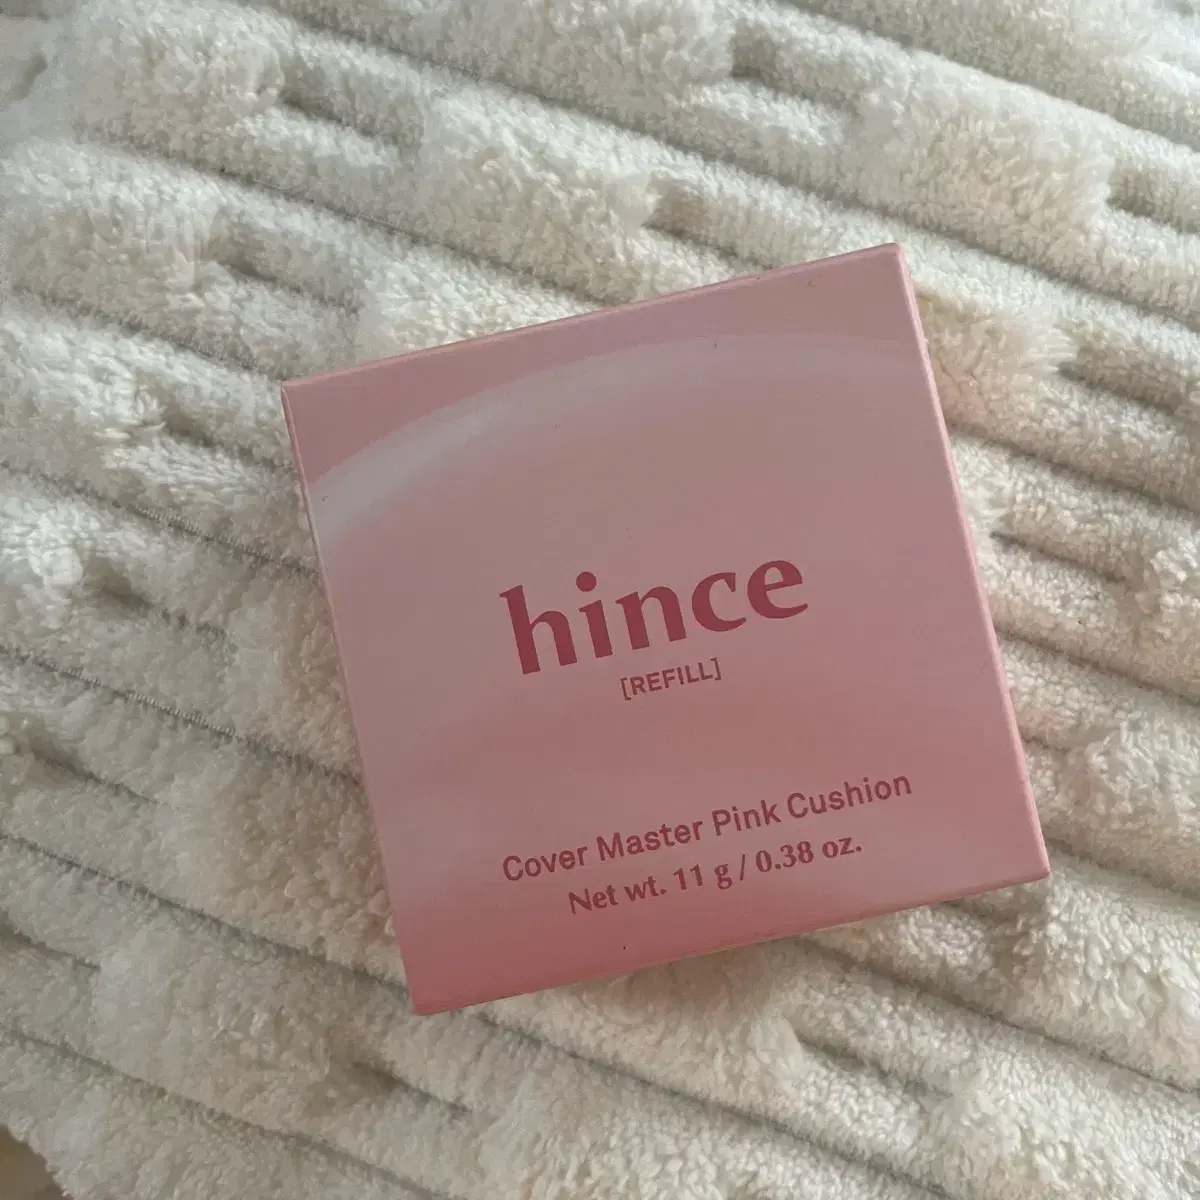 hince
[REFILL]
Cover Master Pink Cushion
Net wt. 11 g / 0.38 oz.